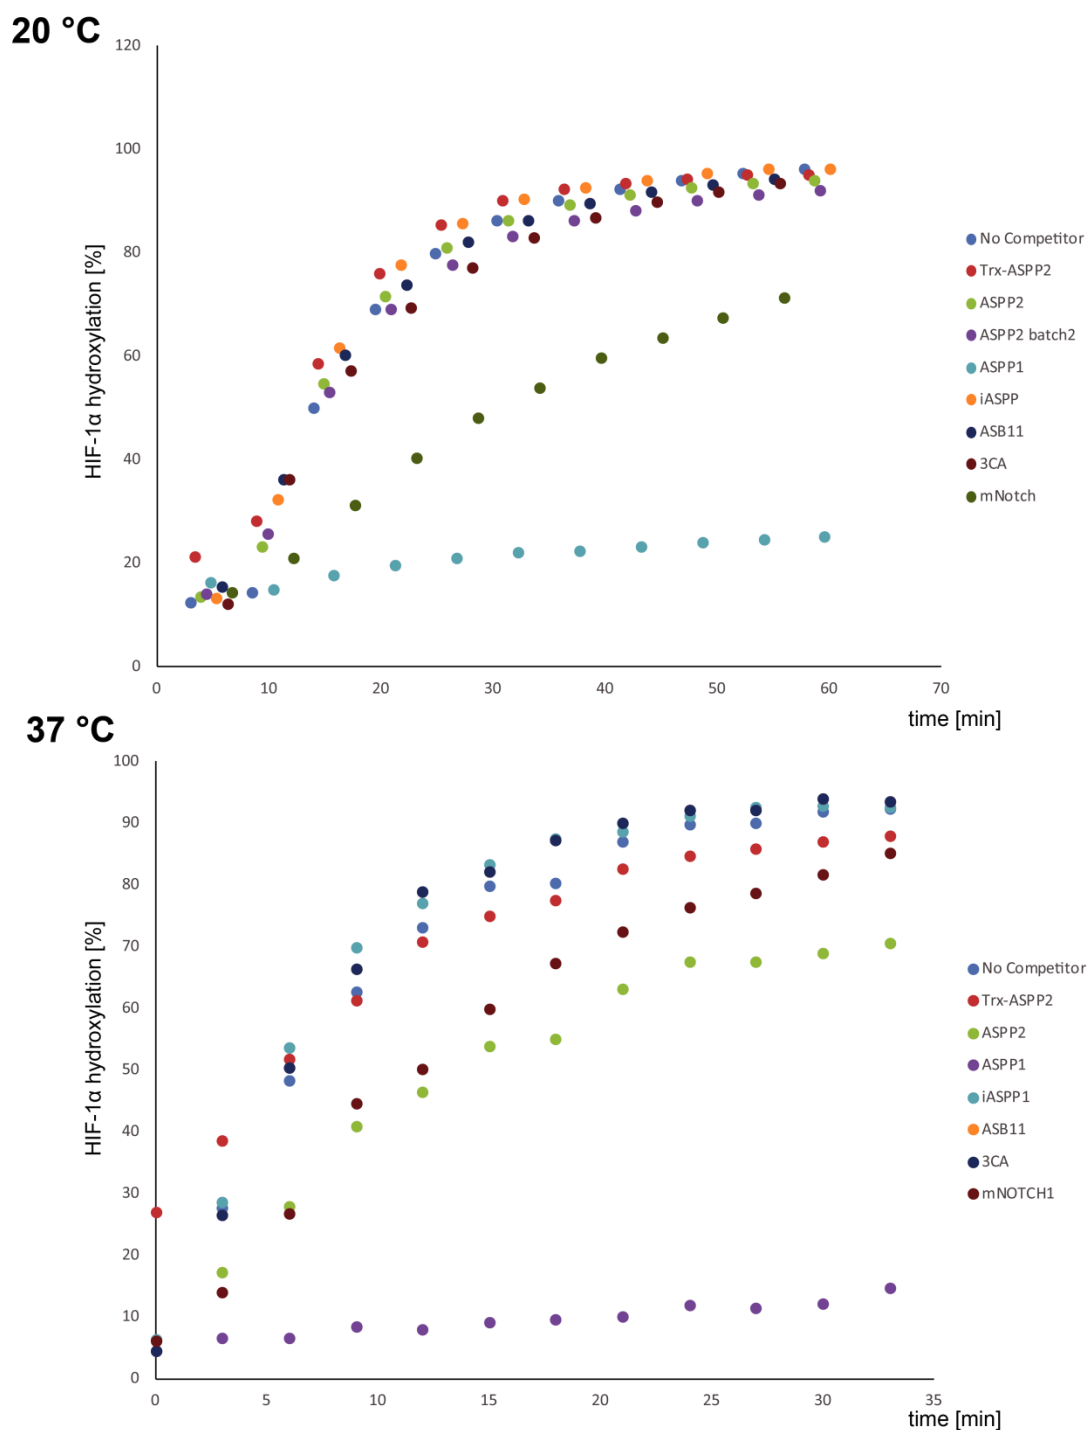 20 °C
120
100
80
60
40
20
0
HIF-1α hydroxylation [%]
0 10 20 30 40 50 60 70
time [min]
No Competitor
Trx-ASPP2
ASPP2
ASPP2 batch2
ASPP1
iASPP
ASB11
3CA
mNotch
37 °C
100
90
80
70
60
50
40
30
20
10
0
HIF-1α hydroxylation [%]
0 5 10 15 20 25 30 35
time [min]
No Competitor
Trx-ASPP2
ASPP2
ASPP1
iASPP1
ASB11
3CA
mNOTCH1